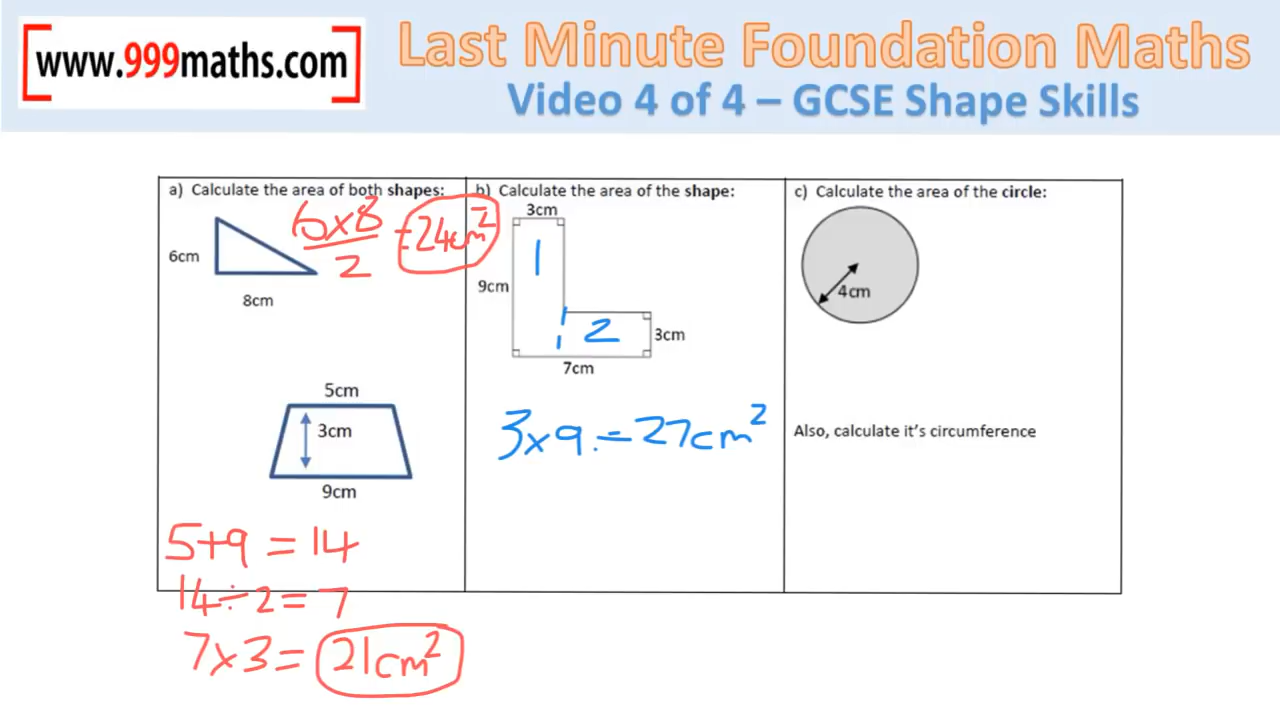 www.999maths.com
Last Minute Foundation Maths
Video 4 of 4 – GCSE Shape Skills
a) Calculate the area of both shapes:
6cm
8cm
6x8
2
=24cm²
5cm
3cm
9cm
5+9=14
14÷2=7
7x3=21cm²
b) Calculate the area of the shape:
3cm
9cm
1
2
3cm
7cm
3x9=27cm²
c) Calculate the area of the circle:
4cm
Also, calculate it's circumference